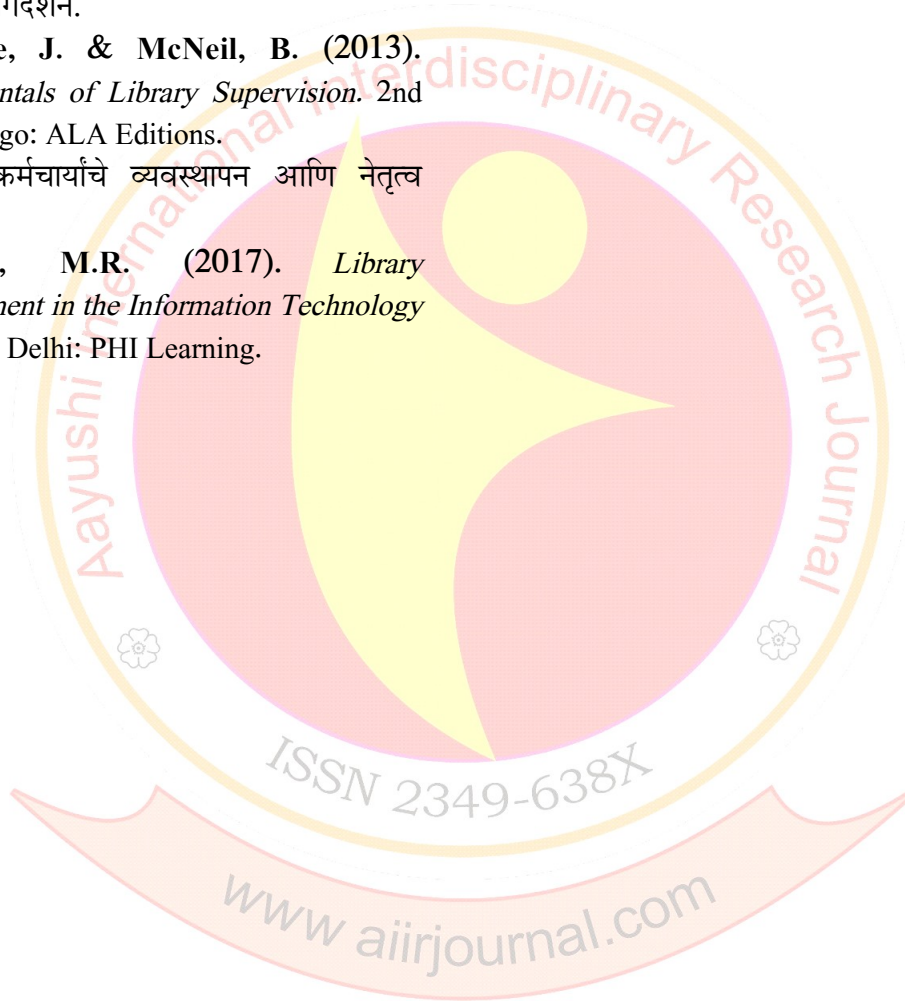 गदर्शन.
e, J. & McNeil, B. (2013).
ntals of Library Supervision. 2nd
go: ALA Editions.
कर्मचार्यांचे व्यवस्थापन आणि नेतृत्व
, M.R. (2017). Library
ment in the Information Technology
Delhi: PHI Learning.
Aayushi International Interdisciplinary Research Journal
ISSN 2349-638X
www aiirjournal.com